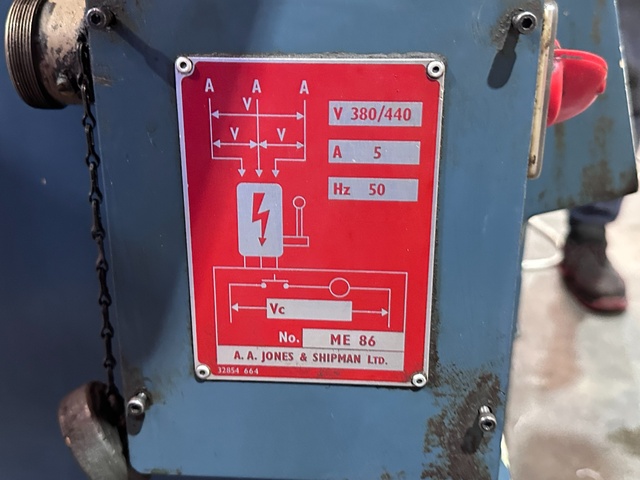 A A A
V
V V
V 380/440
A 5
Hz 50
Vc
No. ME 86
A. A. JONES & SHIPMAN LTD.
32854 664